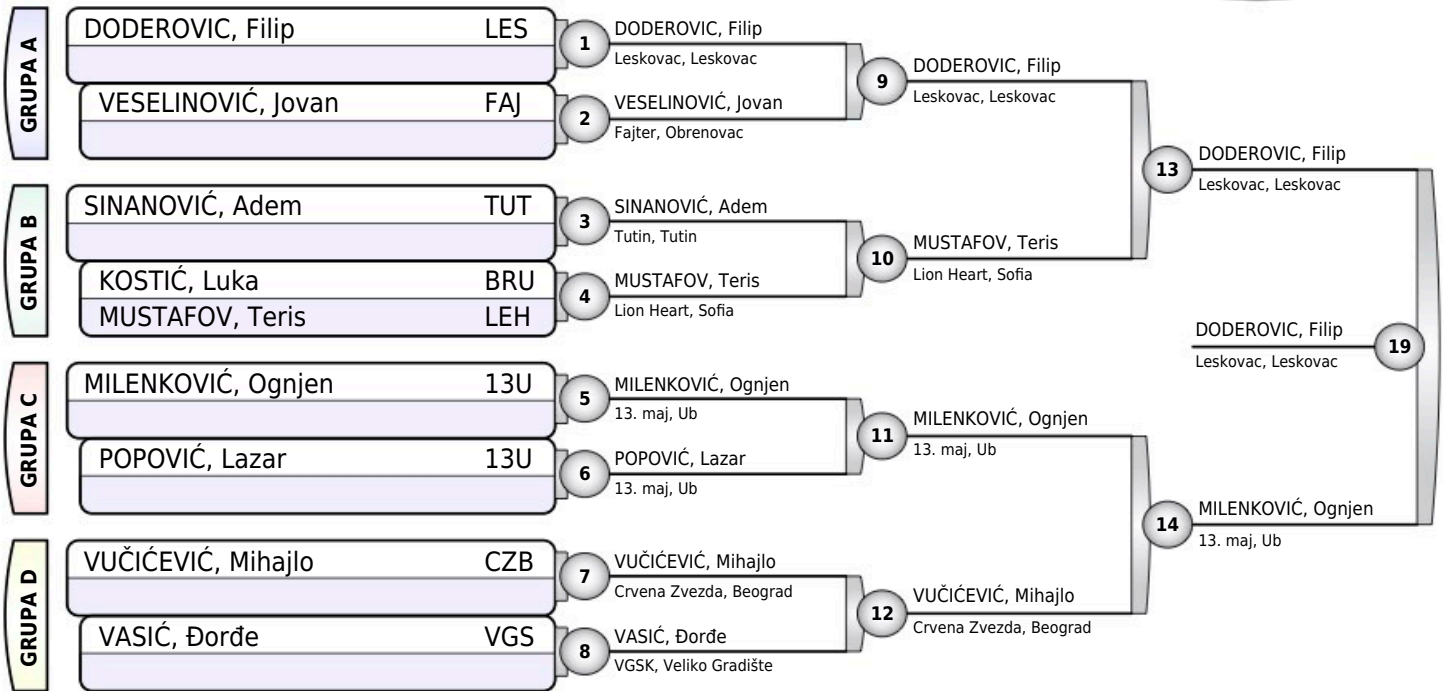 GRUPA A
DODEROVIC, Filip LES
VESELINOVIĆ, Jovan FAJ
1
DODEROVIC, Filip
Leskovac, Leskovac
2
VESELINOVIĆ, Jovan
Fajter, Obrenovac
9
DODEROVIC, Filip
Leskovac, Leskovac
GRUPA B
SINANOVIĆ, Adem TUT
KOSTIĆ, Luka BRU
MUSTAFOV, Teris LEH
3
SINANOVIĆ, Adem
Tutin, Tutin
4
MUSTAFOV, Teris
Lion Heart, Sofia
10
MUSTAFOV, Teris
Lion Heart, Sofia
13
DODEROVIC, Filip
Leskovac, Leskovac
GRUPA C
MILENKOVIĆ, Ognjen 13U
POPOVIĆ, Lazar 13U
5
MILENKOVIĆ, Ognjen
13. maj, Ub
6
POPOVIĆ, Lazar
13. maj, Ub
11
MILENKOVIĆ, Ognjen
13. maj, Ub
GRUPA D
VUČIĆEVIĆ, Mihajlo CZB
VASIĆ, Đorđe VGS
7
VUČIĆEVIĆ, Mihajlo
Crvena Zvezda, Beograd
8
VASIĆ, Đorđe
VGSK, Veliko Gradište
12
VUČIĆEVIĆ, Mihajlo
Crvena Zvezda, Beograd
14
MILENKOVIĆ, Ognjen
13. maj, Ub
DODEROVIC, Filip
Leskovac, Leskovac
19